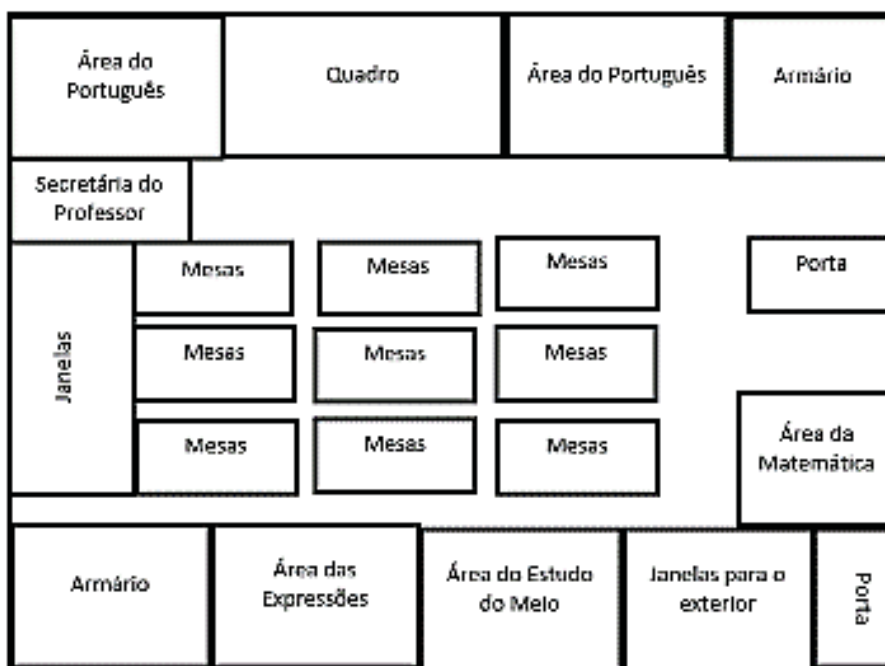 Área do
Português
Quadro
Área do Português
Armário
Secretária do
Professor
Mesas
Mesas
Mesas
Porta
Janelas
Mesas
Mesas
Mesas
Mesas
Mesas
Mesas
Área da
Matemática
Armário
Área das
Expressões
Área do Estudo
do Meio
Janelas para o
exterior
Porta